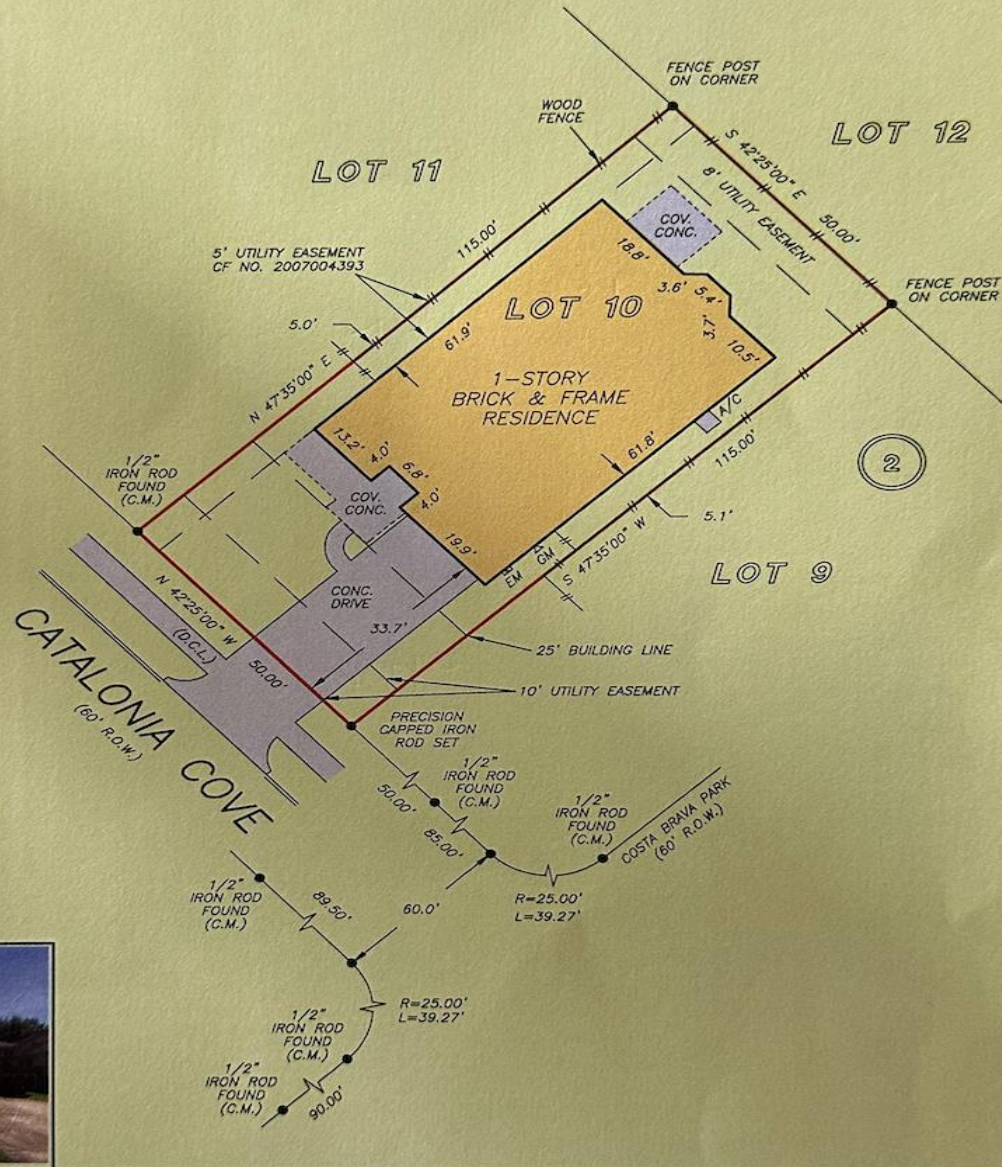 FENCE POST
ON CORNER
WOOD
FENCE
LOT 12
LOT 11
S 42°25'00" E
50.00'
8' UTILITY EASEMENT
COV.
CONC.
115.00'
5' UTILITY EASEMENT
CF NO. 2007004393
18.8'
3.6'
5.4'
3.7'
10.5'
FENCE POST
ON CORNER
LOT 10
5.0'
61.9'
N 47°35'00" E
1-STORY
BRICK & FRAME
RESIDENCE
A/C
13.2'
4.0'
6.8'
4.0'
61.8'
115.00'
2
1/2"
IRON ROD
FOUND
(C.M.)
COV.
CONC.
5.1'
19.9'
GM
EM
S 47°35'00" W
LOT 9
N 42°25'00" W
(D.C.L.)
50.00'
CONC.
DRIVE
33.7'
25' BUILDING LINE
10' UTILITY EASEMENT
CATALONIA COVE
(60' R.O.W.)
PRECISION
CAPPED IRON
ROD SET
50.00'
1/2"
IRON ROD
FOUND
(C.M.)
85.00'
1/2"
IRON ROD
FOUND
(C.M.)
COSTA BRAVA PARK
(60' R.O.W.)
R=25.00'
L=39.27'
1/2"
IRON ROD
FOUND
(C.M.)
89.50'
60.0'
R=25.00'
L=39.27'
1/2"
IRON ROD
FOUND
(C.M.)
1/2"
IRON ROD
FOUND
(C.M.)
90.00'